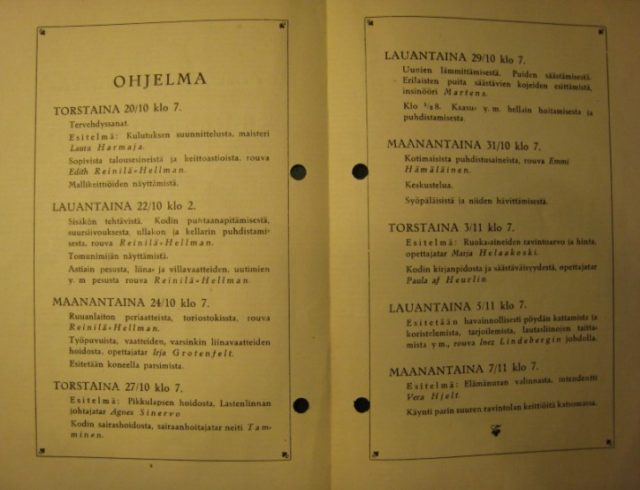 OHJELMA
TORSTAINA 20/10 klo 7.
Tervehdyssanat.
Esitelmä: Kulutuksen suunnittelusta, maisteri
Laura Harmaja.
Sopivista talousesineistä ja keittoastioista, rouva
Edith Reinilä-Hellman.
Mallikeittiöiden näyttämistä.
LAUANTAINA 22/10 klo 2.
Sisäkön tehtävistä. Kodin puhtaanapitämisestä,
suursiivouksesta, ullakon ja kellarin puhdistami-
sesta, rouva Reinilä-Hellman.
Tomunimijän näyttämistä.
Astiain pesusta, liina- ja villavaatteiden, uutimien
y. m pesusta rouva Reinilä-Hellman.
MAANANTAINA 24/10 klo 7.
Ruuanlaiton periaatteista, toriostoksista, rouva
Reinilä-Hellman.
Työpuvuista, vaatteiden, varsinkin liinavaatteiden
hoidosta, opettajatar Irja Grotenfelt.
Esitetään koneella parsimista.
TORSTAINA 27/10 klo 7.
Esitelmä: Pikkulapsen hoidosta, Lastenlinnan
johtajatar Agnes Sinervo
Kodin sairashoidosta, sairaanhoitajatar neiti Tam-
minen.
LAUANTAINA 29/10 klo 7.
Uunien lämmittämisestä. Puiden säästämisestä.
Erilaisten puita säästävien kojeiden esittämistä,
insinööri Martens.
Klo ½8. Kaasu- y. m. hellain hoitamisesta ja
puhdistamisesta.
MAANANTAINA 31/10 klo 7.
Kotimaisista puhdistusaineista, rouva Emmi
Hämäläinen.
Keskustelua.
Syöpäläisistä ja niiden hävittämisestä.
TORSTAINA 3/11 klo 7.
Esitelmä: Ruoka-aineiden ravintoarvo ja hinta,
opettajatar Marja Helaakoski.
Kodin kirjanpidosta ja säästäväisyydestä, opettajatar
Paula af Heurlin.
LAUANTAINA 5/11 klo 7.
Esitetään havainnollisesti pöydän kattamista ja
koristelemista, tarjoilemista, lautasliinojen taitta-
mista y m., rouva Inez Lindebergin johdolla.
MAANANTAINA 7/11 klo 7.
Esitelmä: Elämänuran valinnasta, intendentti
Vera Hjelt.
Käynti parin suuren ravintolan keittiöitä katsomassa.